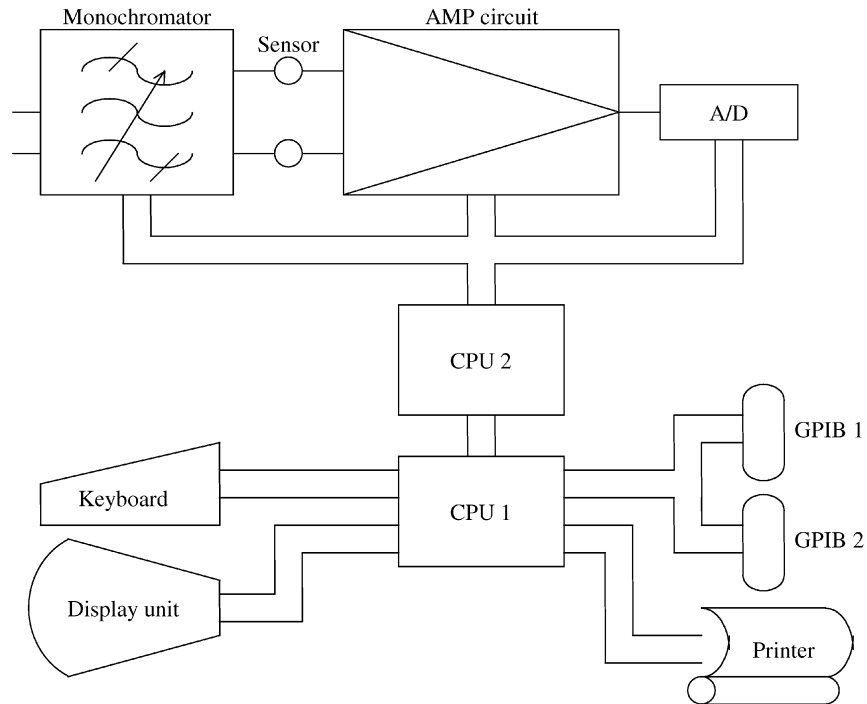 Monochromator
AMP circuit
Sensor
A/D
CPU 2
GPIB 1
Keyboard
CPU 1
GPIB 2
Display unit
Printer